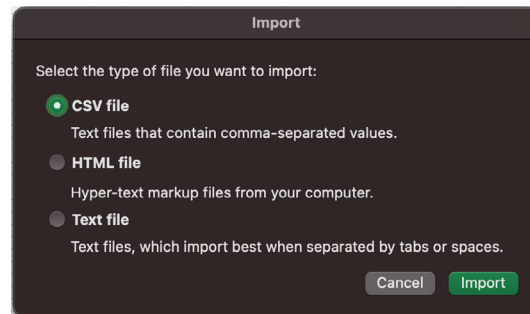 Import
Select the type of file you want to import:
CSV file
Text files that contain comma-separated values.
HTML file
Hyper-text markup files from your computer.
Text file
Text files, which import best when separated by tabs or spaces.
Cancel Import